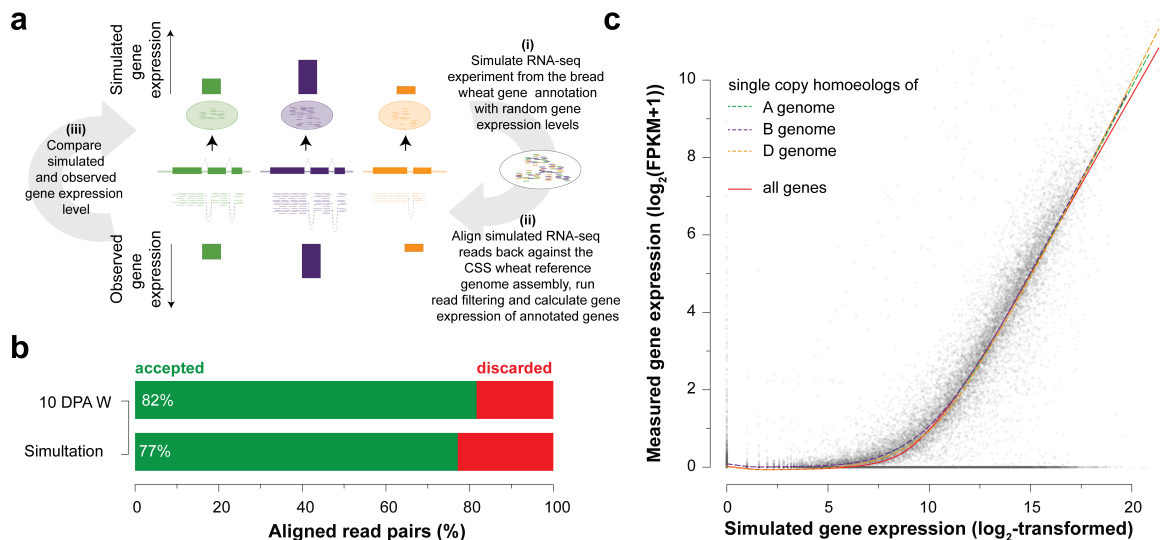 a
Simulated
gene
expression
(i)
Simulate RNA-seq
experiment from the bread
wheat gene annotation
with random gene
expression levels
(iii)
Compare
simulated
and observed
gene expression
level
(ii)
Align simulated RNA-seq
reads back against the
CSS wheat reference
genome assembly, run
read filtering and calculate gene
expression of annotated genes
Observed
gene
expression
b
accepted
discarded
10 DPA W
82%
Simultation
77%
0
20
40
60
80
100
Aligned read pairs (%)
c
Measured gene expression (log2(FPKM+1))
10
8
6
4
2
0
single copy homoeologs of
A genome
B genome
D genome
all genes
0
5
10
15
20
Simulated gene expression (log2-transformed)